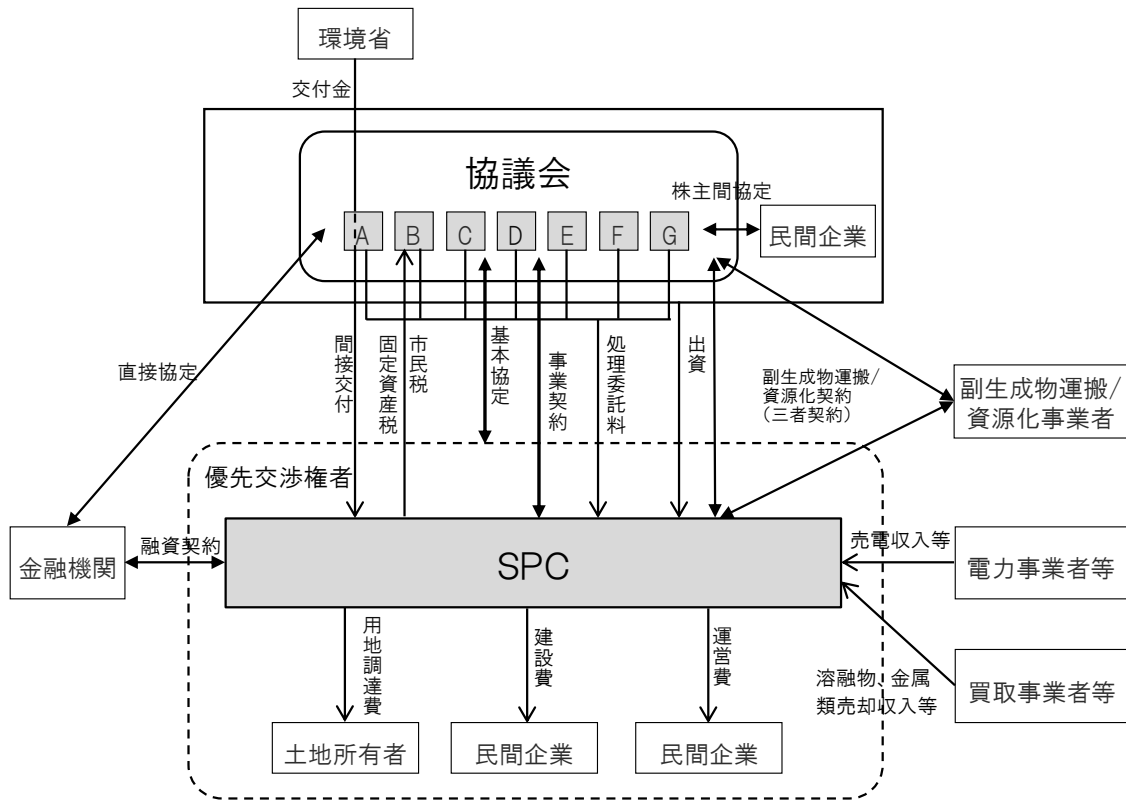 環境省
交付金
協議会
株主間協定
A B C D E F G
民間企業
直接協定
間接交付
固定資産税
市民税
基本協定
事業契約
処理委託料
出資
副生成物運搬/
資源化契約
（三者契約）
副生成物運搬/
資源化事業者
優先交渉権者
金融機関
融資契約
SPC
売電収入等
電力事業者等
用地調達費
建設費
運営費
溶融物、金属
類売却収入等
買取事業者等
土地所有者
民間企業
民間企業